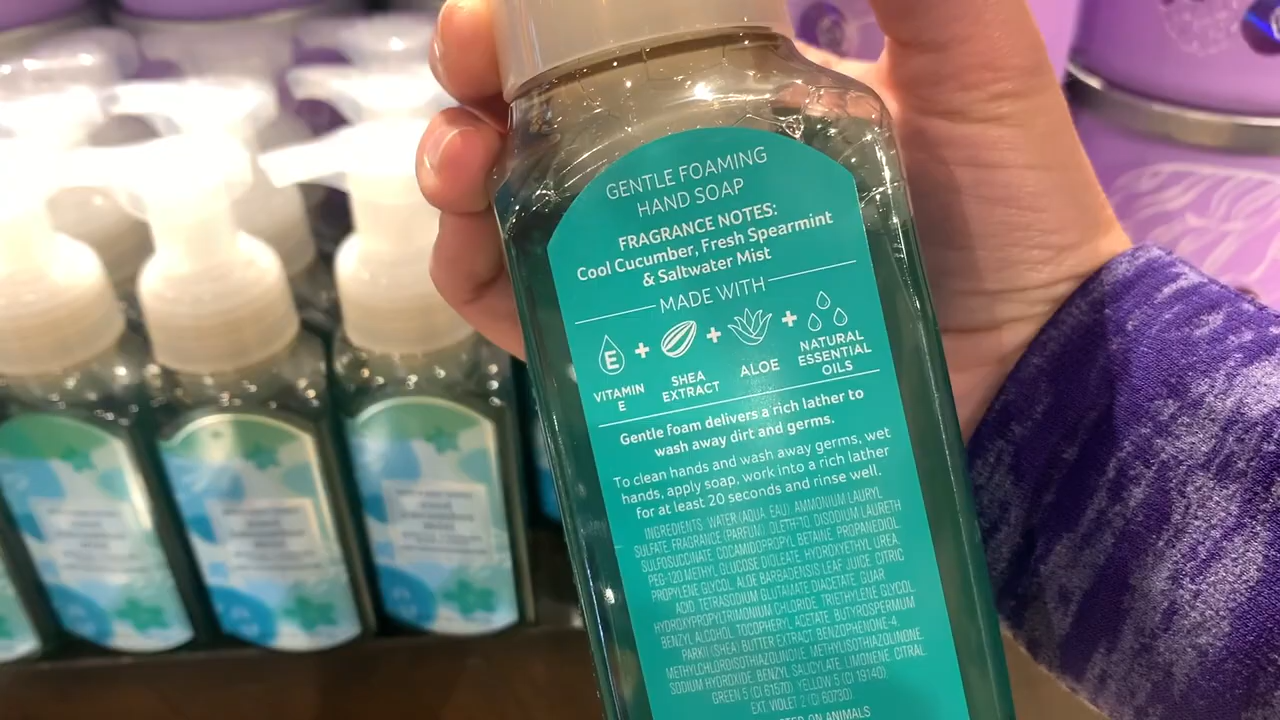 GENTLE FOAMING
HAND SOAP
FRAGRANCE NOTES:
Cool Cucumber, Fresh Spearmint
& Saltwater Mist
MADE WITH
E
VITAMIN
E
+
SHEA
EXTRACT
+
ALOE
+
NATURAL
ESSENTIAL
OILS
Gentle foam delivers a rich lather to
wash away dirt and germs.
To clean hands and wash away germs, wet
hands, apply soap, work into a rich lather
for at least 20 seconds and rinse well.
INGREDIENTS: WATER (AQUA, EAU), AMMONIUM LAURYL
SULFATE, FRAGRANCE (PARFUM), OLETH-10, DISODIUM LAURETH
SULFOSUCCINATE, COCAMIDOPROPYL BETAINE, PROPANEDIOL,
PEG-120 METHYL GLUCOSE DIOLEATE, HYDROXYETHYL UREA,
PROPYLENE GLYCOL, ALOE BARBADENSIS LEAF JUICE, CITRIC
ACID, TETRASODIUM GLUTAMATE DIACETATE, GUAR
HYDROXYPROPYLTRIMONIUM CHLORIDE, TRIETHYLENE GLYCOL,
BENZYL ALCOHOL, TOCOPHERYL ACETATE, BUTYROSPERMUM
PARKII (SHEA) BUTTER EXTRACT, BENZOPHENONE-4,
METHYLCHLOROISOTHIAZOLINONE, METHYLISOTHIAZOLINONE,
SODIUM HYDROXIDE, BENZYL SALICYLATE, LIMONENE, CITRAL,
GREEN 5 (CI 61570), YELLOW 5 (CI 19140),
EXT. VIOLET 2 (CI 60730).
ON ANIMALS